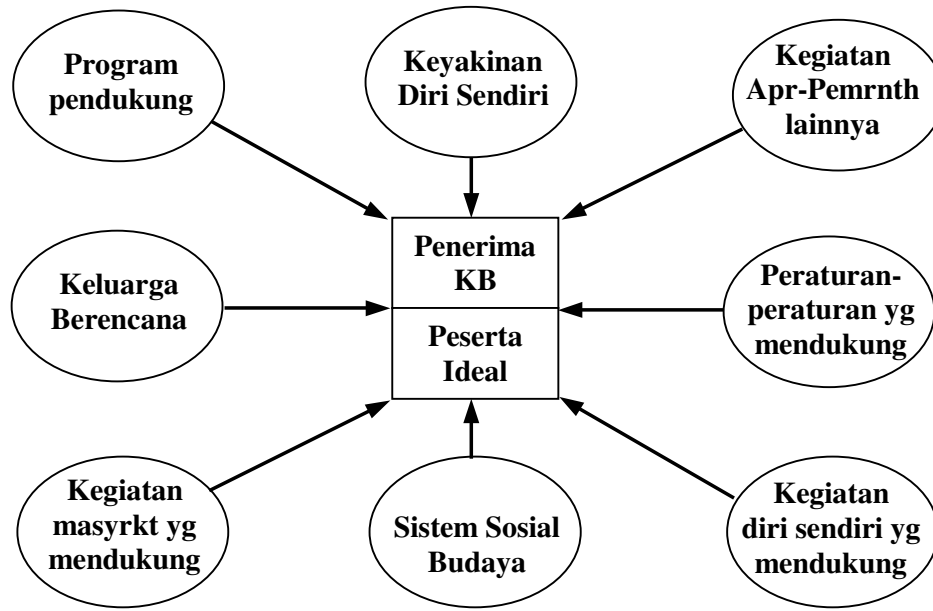 Program
pendukung
Keyakinan
Diri Sendiri
Kegiatan
Apr-Pemrnth
lainnya
Keluarga
Berencana
Penerima
KB
Peserta
Ideal
Peraturan-
peraturan yg
mendukung
Kegiatan
masyrkt yg
mendukung
Sistem Sosial
Budaya
Kegiatan
diri sendiri yg
mendukung